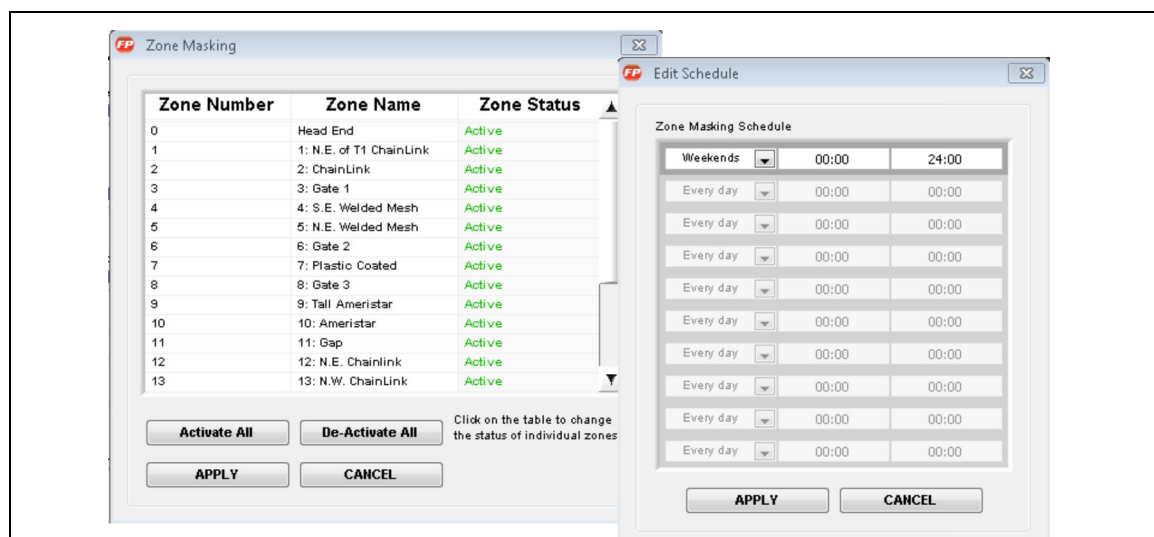 FP Zone Masking
Zone Number Zone Name Zone Status
0 Head End Active
1 1: N.E. of T1 ChainLink Active
2 2: ChainLink Active
3 3: Gate 1 Active
4 4: S.E. Welded Mesh Active
5 5: N.E. Welded Mesh Active
6 6: Gate 2 Active
7 7: Plastic Coated Active
8 8: Gate 3 Active
9 9: Tall Ameristar Active
10 10: Ameristar Active
11 11: Gap Active
12 12: N.E. Chainlink Active
13 13: N.W. ChainLink Active
Activate All De-Activate All
Click on the table to change
the status of individual zones
APPLY CANCEL
FP Edit Schedule
Zone Masking Schedule
Weekends 00:00 24:00
Every day 00:00 00:00
Every day 00:00 00:00
Every day 00:00 00:00
Every day 00:00 00:00
Every day 00:00 00:00
Every day 00:00 00:00
Every day 00:00 00:00
Every day 00:00 00:00
Every day 00:00 00:00
APPLY CANCEL